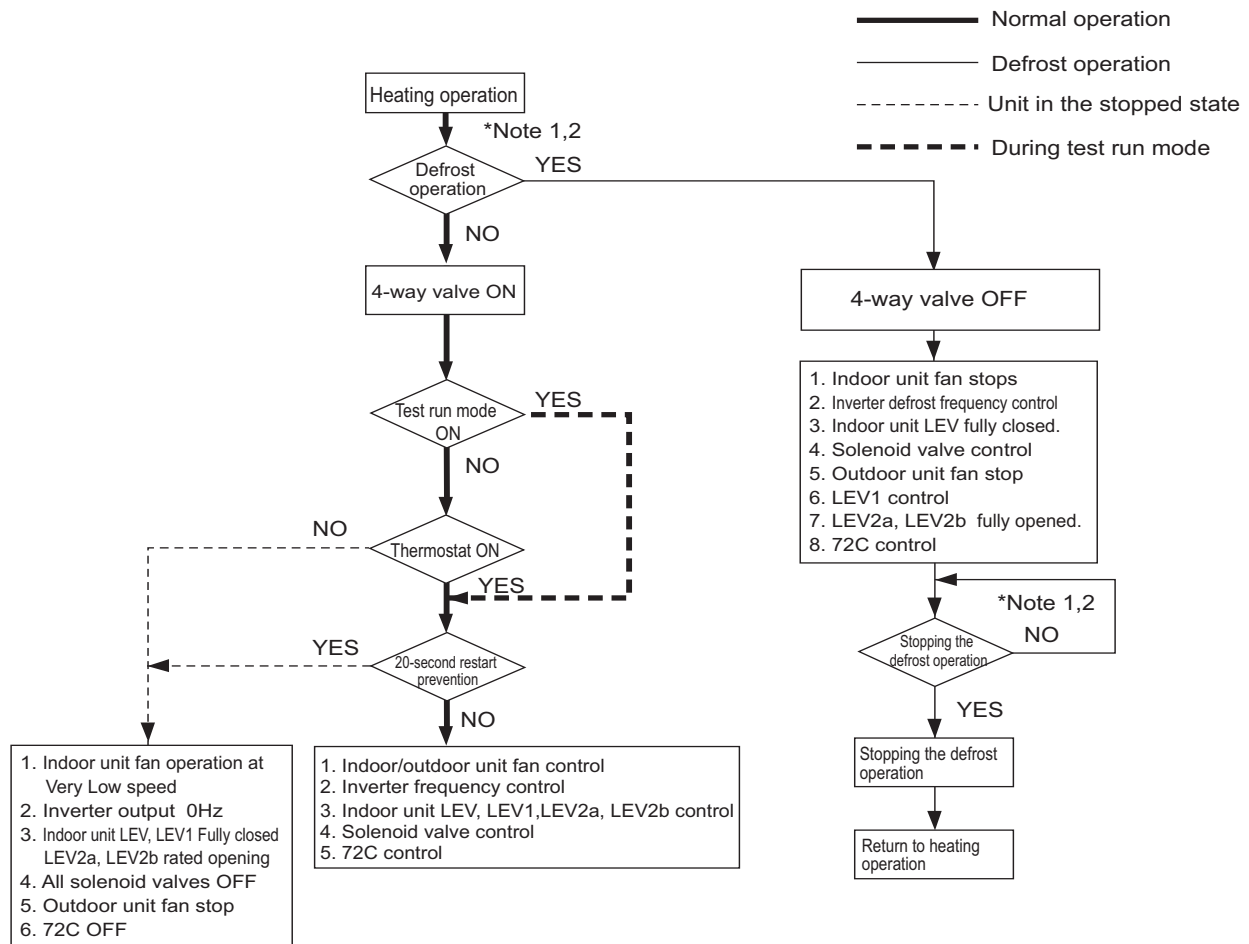 Normal operation
Defrost operation
Unit in the stopped state
During test run mode
Heating operation
*Note 1,2
Defrost
operation
YES
NO
4-way valve ON
4-way valve OFF
Test run mode
ON
YES
NO
1. Indoor unit fan stops
2. Inverter defrost frequency control
3. Indoor unit LEV fully closed.
4. Solenoid valve control
5. Outdoor unit fan stop
6. LEV1 control
7. LEV2a, LEV2b fully opened.
8. 72C control
NO
Thermostat ON
YES
*Note 1,2
NO
Stopping the
defrost operation
YES
YES
20-second restart
prevention
NO
1. Indoor unit fan operation at
Very Low speed
2. Inverter output 0Hz
3. Indoor unit LEV, LEV1 Fully closed
LEV2a, LEV2b rated opening
4. All solenoid valves OFF
5. Outdoor unit fan stop
6. 72C OFF
1. Indoor/outdoor unit fan control
2. Inverter frequency control
3. Indoor unit LEV, LEV1,LEV2a, LEV2b control
4. Solenoid valve control
5. 72C control
Stopping the defrost
operation
Return to heating
operation